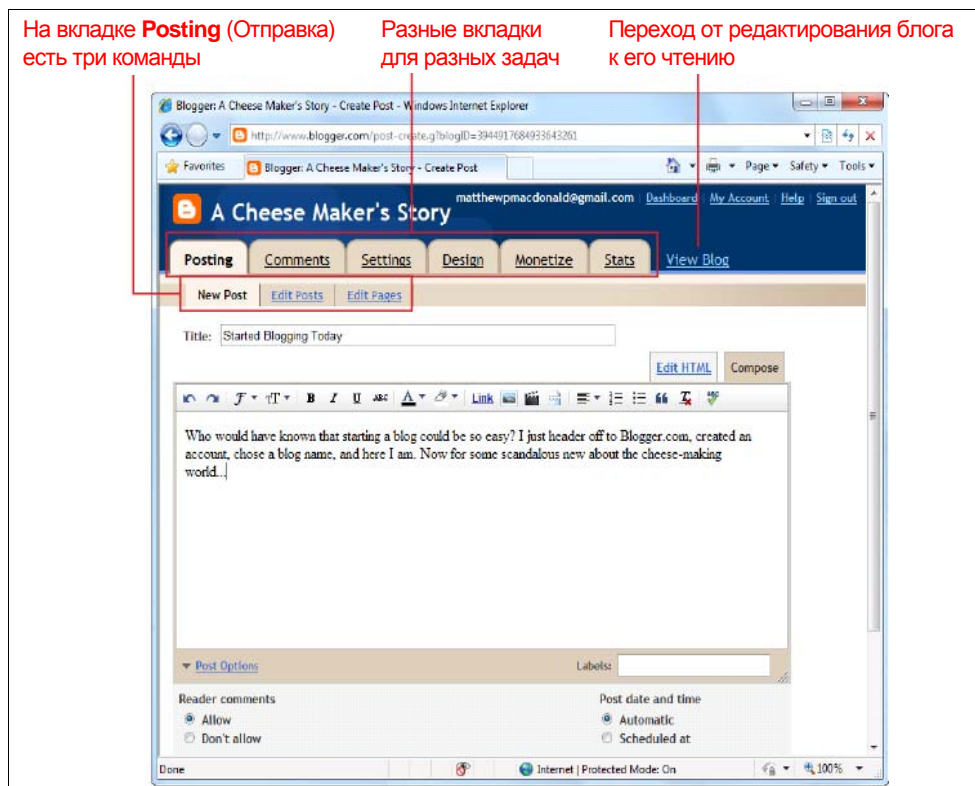 На вкладке Posting (Отправка)
есть три команды
Разные вкладки
для разных задач
Переход от редактирования блога
к его чтению
Blogger: A Cheese Maker's Story - Create Post - Windows Internet Explorer
http://www.blogger.com/post-create.g?blogID=3944917684933643261
Favorites Blogger: A Cheese Maker's Story - Create Post Page Safety Tools
matthewpmacdonald@gmail.com Dashboard My Account Help Sign out
A Cheese Maker's Story
Posting Comments Settings Design Monetize Stats View Blog
New Post Edit Posts Edit Pages
Title: Started Blogging Today
Edit HTML Compose
F T B I U ABC A Link ABC
Who would have known that starting a blog could be so easy? I just header off to Blogger.com, created an
account, chose a blog name, and here I am. Now for some scandalous new about the cheese-making
world...
Post Options Labels:
Reader comments Post date and time
Allow Automatic
Don't allow Scheduled at
Done Internet | Protected Mode: On 100%